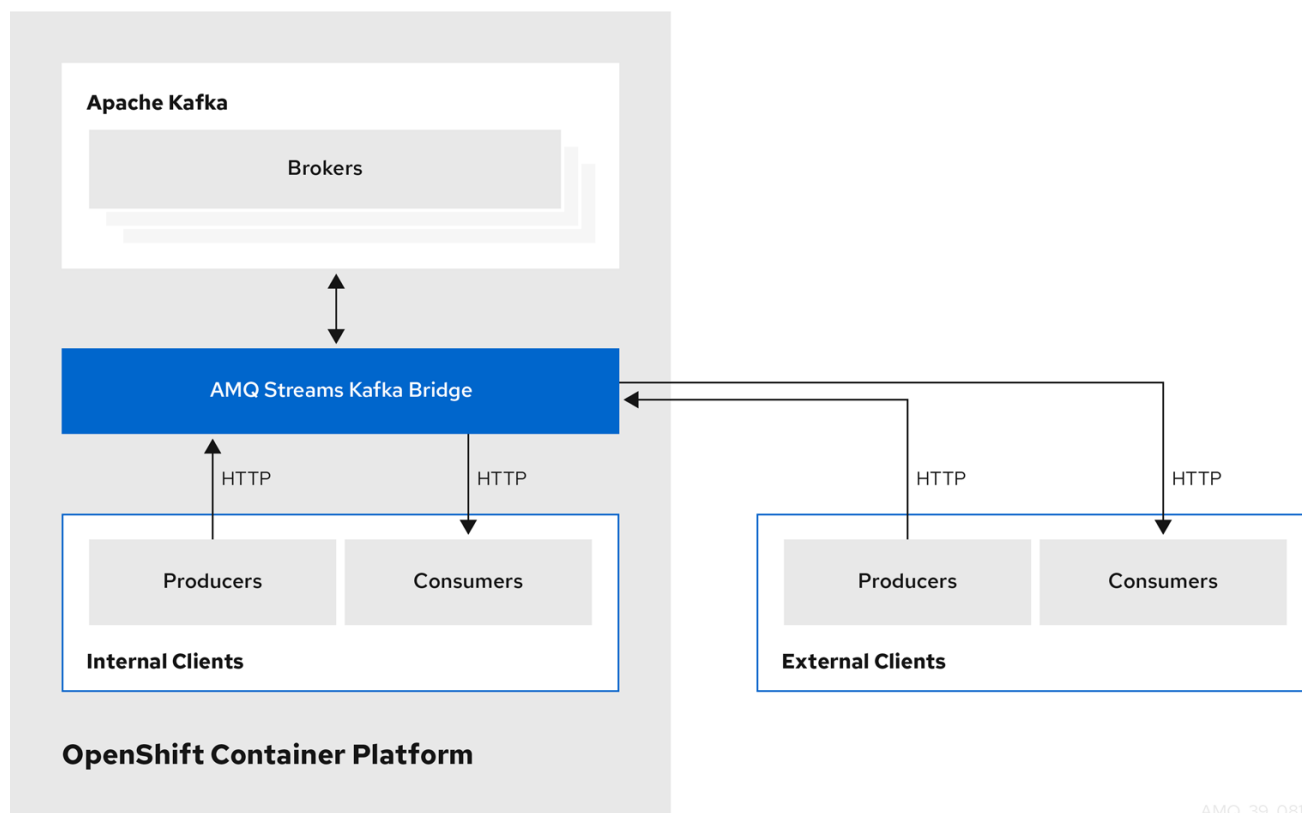 Apache Kafka
Brokers
AMQ Streams Kafka Bridge
HTTP
HTTP
HTTP
HTTP
Producers
Consumers
Producers
Consumers
Internal Clients
External Clients
OpenShift Container Platform